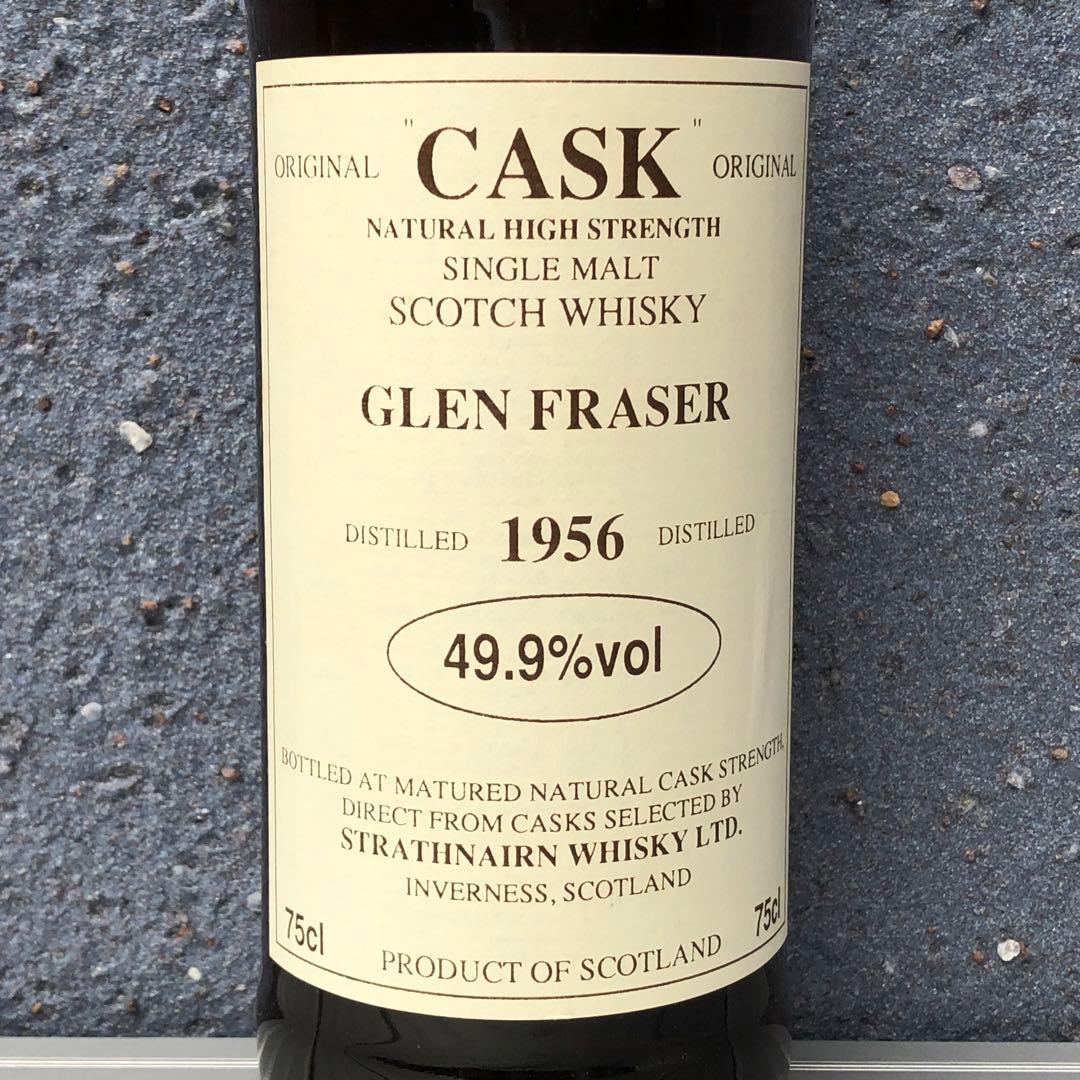 ORIGINAL "CASK" ORIGINAL
NATURAL HIGH STRENGTH
SINGLE MALT
SCOTCH WHISKY
GLEN FRASER
DISTILLED 1956 DISTILLED
49.9%vol
BOTTLED AT MATURED NATURAL CASK STRENGTH,
DIRECT FROM CASKS SELECTED BY
STRATHNAIRN WHISKY LTD.
INVERNESS, SCOTLAND
75cl 75cl
PRODUCT OF SCOTLAND